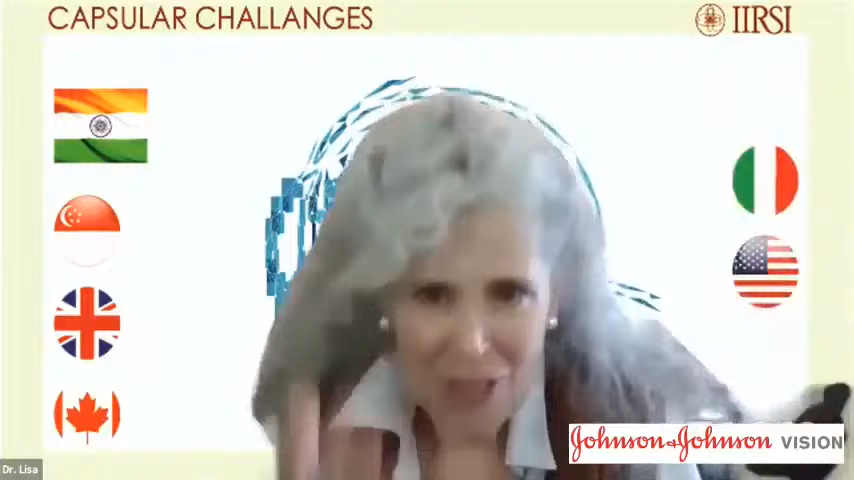 CAPSULAR CHALLANGES
IIRSI
Johnson & Johnson VISION
Dr. Lisa